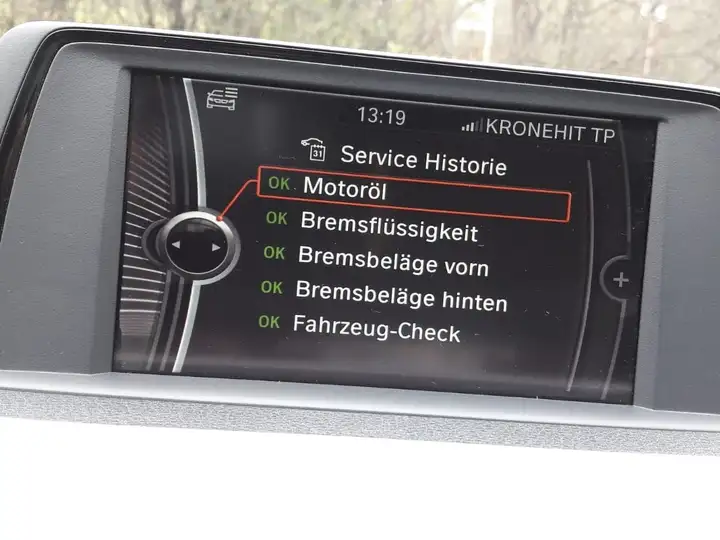 13:19
KRONEHIT TP
31
Service Historie
OK Motoröl
OK Bremsflüssigkeit
OK Bremsbeläge vorn
OK Bremsbeläge hinten
OK Fahrzeug-Check
+